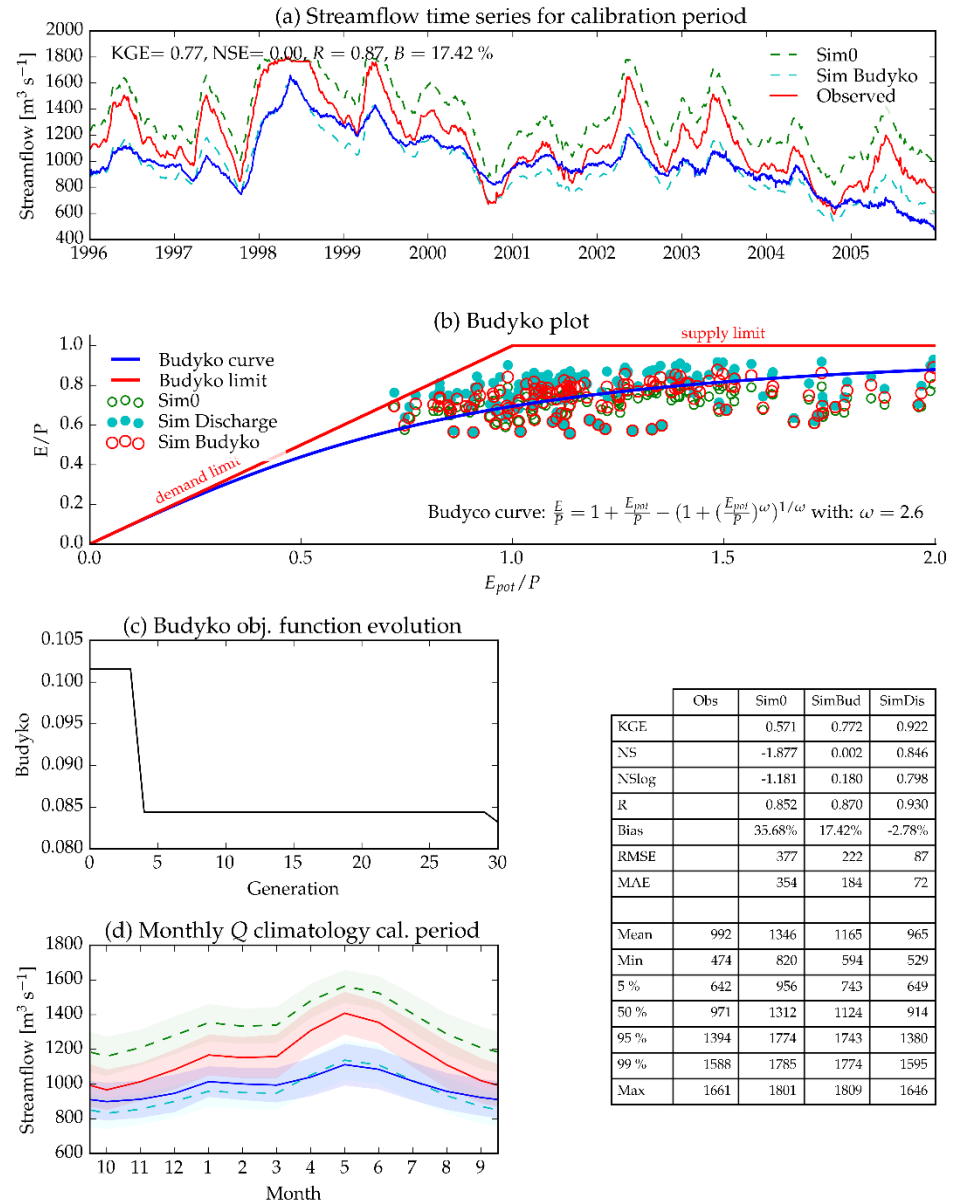 (a) Streamflow time series for calibration period
KGE= 0.77, NSE= 0.00, R = 0.87, B = 17.42 %
Sim0
Sim Budyko
Observed
Streamflow [m³ s⁻¹]
2000
1800
1600
1400
1200
1000
800
600
400
1996 1997 1998 1999 2000 2001 2002 2003 2004 2005
(b) Budyko plot
supply limit
Budyko curve
Budyko limit
Sim0
Sim Discharge
Sim Budyko
demand limit
E/P
1.0
0.8
0.6
0.4
0.2
0.0
Budyco curve: E/P = 1 + E_pot/P − (1 + (E_pot/P)^ω)^1/ω with: ω = 2.6
0.0 0.5 1.0 1.5 2.0
E_pot/P
(c) Budyko obj. function evolution
Budyko
0.105
0.100
0.095
0.090
0.085
0.080
0 5 10 15 20 25 30
Generation
(d) Monthly Q climatology cal. period
Streamflow [m³ s⁻¹]
1800
1600
1400
1200
1000
800
600
10 11 12 1 2 3 4 5 6 7 8 9
Month
Obs Sim0 SimBud SimDis
KGE 0.571 0.772 0.922
NS -1.877 0.002 0.846
NSlog -1.181 0.180 0.798
R 0.852 0.870 0.930
Bias 35.68% 17.42% -2.78%
RMSE 377 222 87
MAE 354 184 72
Mean 992 1346 1165 965
Min 474 820 594 529
5 % 642 956 743 649
50 % 971 1312 1124 914
95 % 1394 1774 1743 1380
99 % 1588 1785 1774 1595
Max 1661 1801 1809 1646